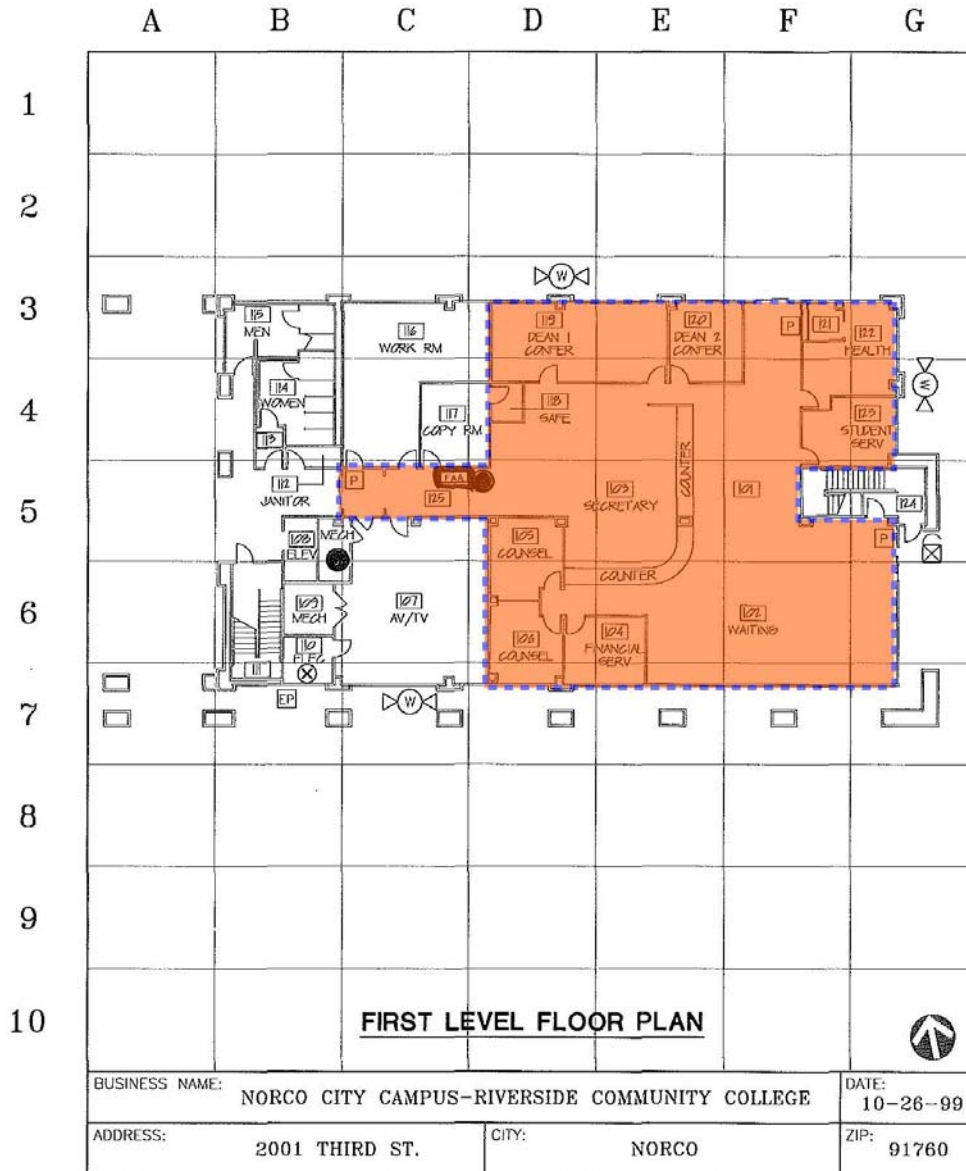 A B C D E F G
1
2
W
3
115
MEN
116
WORK RM
119
DEAN 1
CONFER
120
DEAN 2
CONFER
P
121
122
HEALTH
W
4
114
WOMEN
117
COPY RM
118
SAFE
123
STUDENT
SERV
113
COUNTER
112
JANITOR
P
FAA
125
103
SECRETARY
101
124
5
108
ELEV
MECH
105
COUNSEL
P
COUNTER
6
109
MECH
107
AV/TV
106
COUNSEL
104
FINANCIAL
SERV
102
WAITING
110
ELEC
111
7
EP
W
8
9
10
FIRST LEVEL FLOOR PLAN
BUSINESS NAME: NORCO CITY CAMPUS-RIVERSIDE COMMUNITY COLLEGE
DATE: 10-26-99
ADDRESS: 2001 THIRD ST.
CITY: NORCO
ZIP: 91760